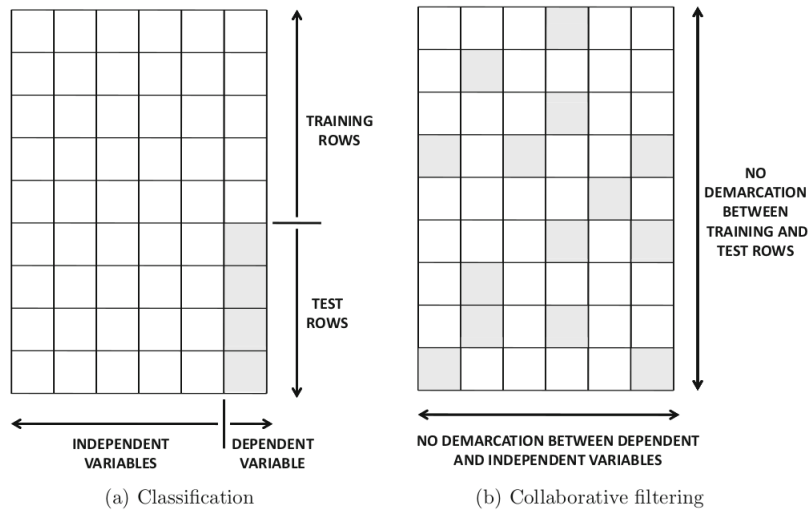 TRAINING
ROWS
TEST
ROWS
INDEPENDENT
VARIABLES
DEPENDENT
VARIABLE
(a) Classification
NO
DEMARCATION
BETWEEN
TRAINING AND
TEST ROWS
NO DEMARCATION BETWEEN DEPENDENT
AND INDEPENDENT VARIABLES
(b) Collaborative filtering